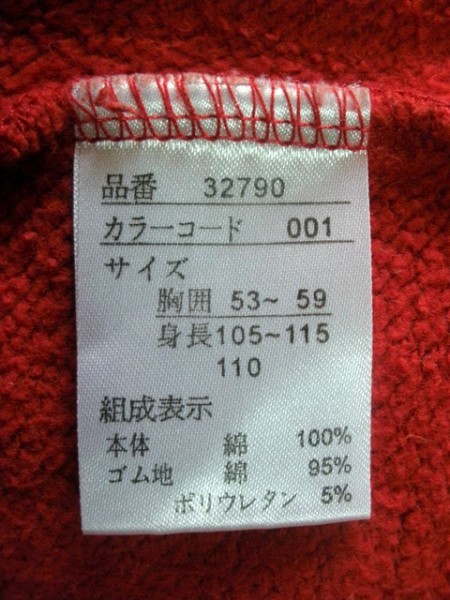 品番 32790
カラーコード 001
サイズ
胸囲 53~ 59
身長105~115
110
組成表示
本体 綿 100%
ゴム地 綿 95%
ポリウレタン 5%